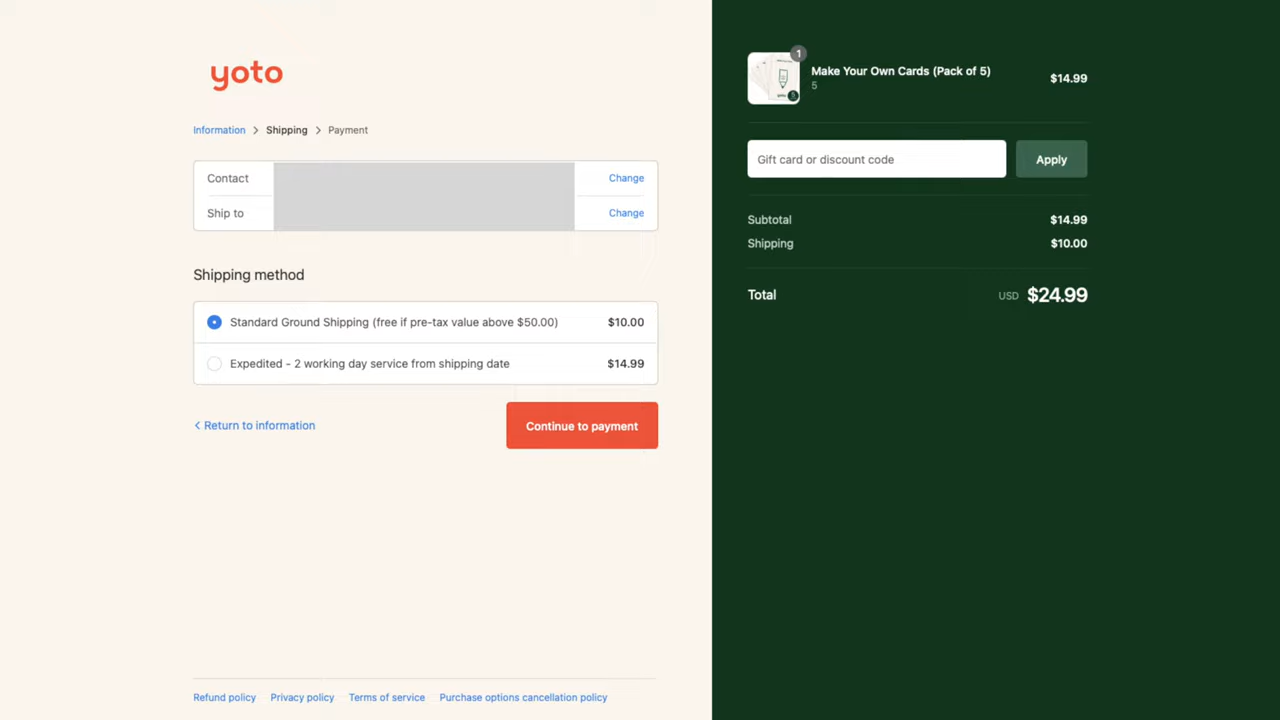 yoto
Information > Shipping > Payment
Contact Change
Ship to Change
Shipping method
Standard Ground Shipping (free if pre-tax value above $50.00) $10.00
Expedited - 2 working day service from shipping date $14.99
< Return to information
Continue to payment
Refund policy Privacy policy Terms of service Purchase options cancellation policy
1
Make Your Own Cards (Pack of 5) $14.99
5
Gift card or discount code Apply
Subtotal $14.99
Shipping $10.00
Total USD $24.99